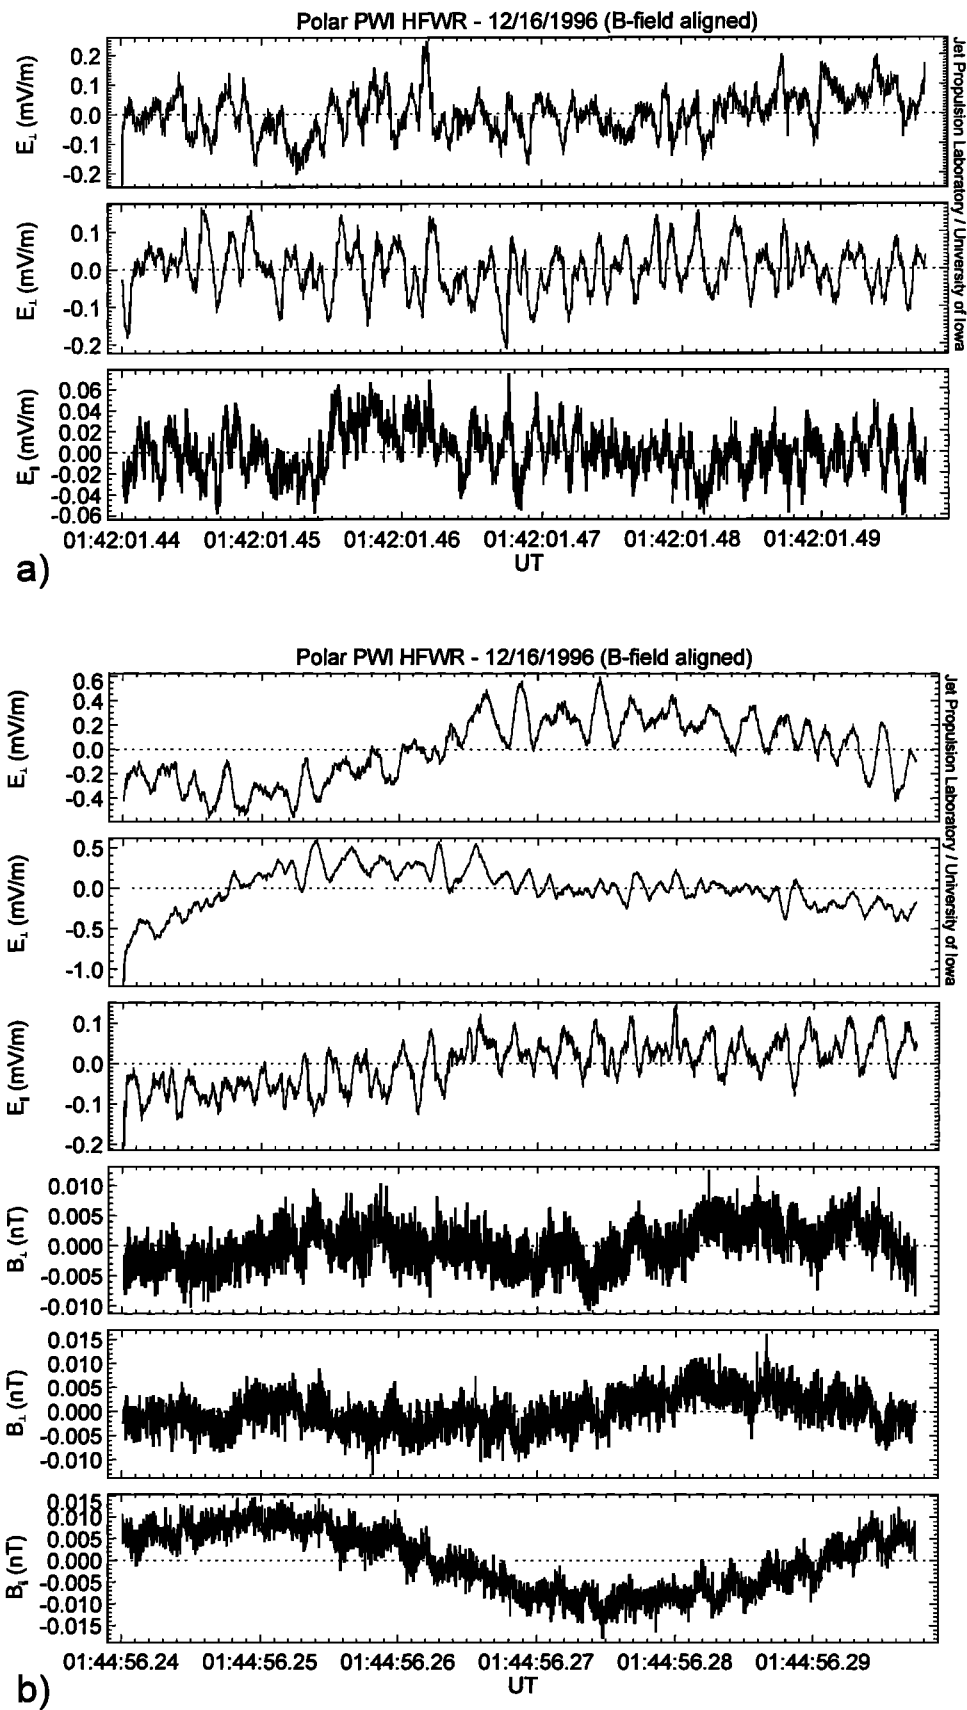 Polar PWI HFWR - 12/16/1996 (B-field aligned)
Jet Propulsion Laboratory / University of Iowa
E⊥ (mV/m)
0.2
0.1
0.0
-0.1
-0.2
E⊥ (mV/m)
0.1
0.0
-0.1
-0.2
E∥ (mV/m)
0.06
0.04
0.02
0.00
-0.02
-0.04
-0.06
01:42:01.44 01:42:01.45 01:42:01.46 01:42:01.47 01:42:01.48 01:42:01.49
UT
a)
Polar PWI HFWR - 12/16/1996 (B-field aligned)
Jet Propulsion Laboratory / University of Iowa
E⊥ (mV/m)
0.6
0.4
0.2
0.0
-0.2
-0.4
E⊥ (mV/m)
0.5
0.0
-0.5
-1.0
E∥ (mV/m)
0.1
0.0
-0.1
-0.2
B⊥ (nT)
0.010
0.005
0.000
-0.005
-0.010
B⊥ (nT)
0.015
0.010
0.005
0.000
-0.005
-0.010
B∥ (nT)
0.015
0.010
0.005
0.000
-0.005
-0.010
-0.015
01:44:56.24 01:44:56.25 01:44:56.26 01:44:56.27 01:44:56.28 01:44:56.29
UT
b)